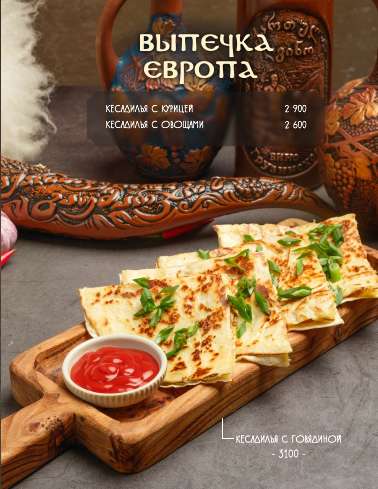 ВЫПЕЧКА
ЕВРОПА
КЕСАДИЛЬЯ С КУРИЦЕЙ 2 900
КЕСАДИЛЬЯ С ОВОЩАМИ 2 600
КЕСАДИЛЬЯ С ГОВЯДИНОЙ
- 3100 -